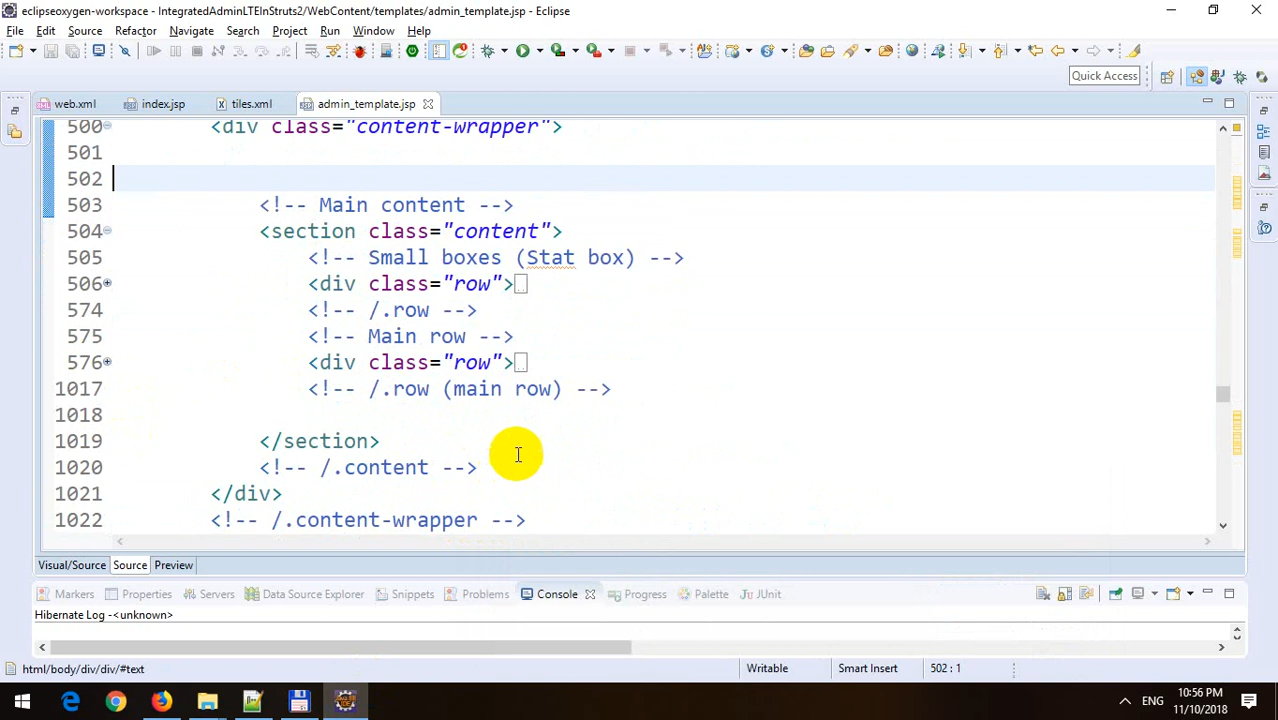 eclipseoxygen-workspace - IntegratedAdminLTEInStruts2/WebContent/templates/admin_template.jsp - Eclipse
File Edit Source Refactor Navigate Search Project Run Window Help
Quick Access
web.xml index.jsp tiles.xml admin_template.jsp
500 <div class="content-wrapper">
501
502
503 <!-- Main content -->
504 <section class="content">
505 <!-- Small boxes (Stat box) -->
506 <div class="row">
574 <!-- /.row -->
575 <!-- Main row -->
576 <div class="row">
1017 <!-- /.row (main row) -->
1018
1019 </section>
1020 <!-- /.content -->
1021 </div>
1022 <!-- /.content-wrapper -->
Visual/Source Source Preview
Markers Properties Servers Data Source Explorer Snippets Problems Console Progress Palette JUnit
Hibernate Log -<unknown>
html/body/div/div/#text Writable Smart Insert 502 : 1
ENG 10:56 PM
11/10/2018